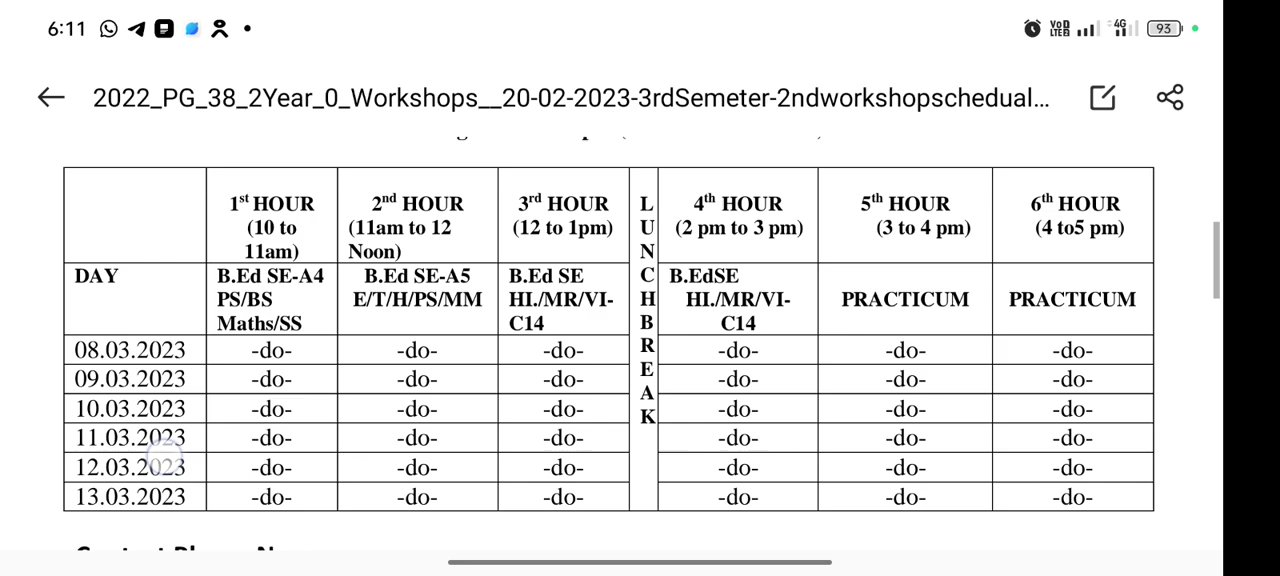 6:11
VoD LTE2 4G 93
2022_PG_38_2Year_0_Workshops__20-02-2023-3rdSemeter-2ndworkshopschedual...
1st HOUR (10 to 11am) 2nd HOUR (11am to 12 Noon) 3rd HOUR (12 to 1pm) LUNCHBREAK 4th HOUR (2 pm to 3 pm) 5th HOUR (3 to 4 pm) 6th HOUR (4 to5 pm)
DAY B.Ed SE-A4 PS/BS Maths/SS B.Ed SE-A5 E/T/H/PS/MM B.Ed SE HI./MR/VI-C14 B.EdSE HI./MR/VI-C14 PRACTICUM PRACTICUM
08.03.2023 -do- -do- -do- -do- -do- -do-
09.03.2023 -do- -do- -do- -do- -do- -do-
10.03.2023 -do- -do- -do- -do- -do- -do-
11.03.2023 -do- -do- -do- -do- -do- -do-
12.03.2023 -do- -do- -do- -do- -do- -do-
13.03.2023 -do- -do- -do- -do- -do- -do-